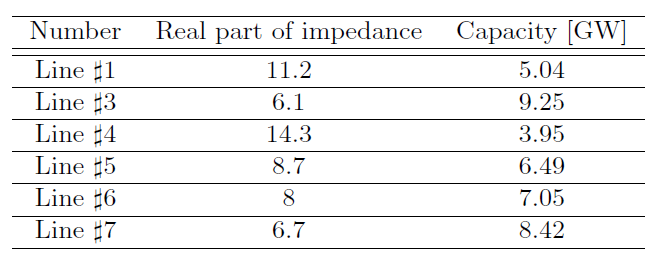 Number Real part of impedance Capacity [GW]
Line ♯1 11.2 5.04
Line ♯3 6.1 9.25
Line ♯4 14.3 3.95
Line ♯5 8.7 6.49
Line ♯6 8 7.05
Line ♯7 6.7 8.42